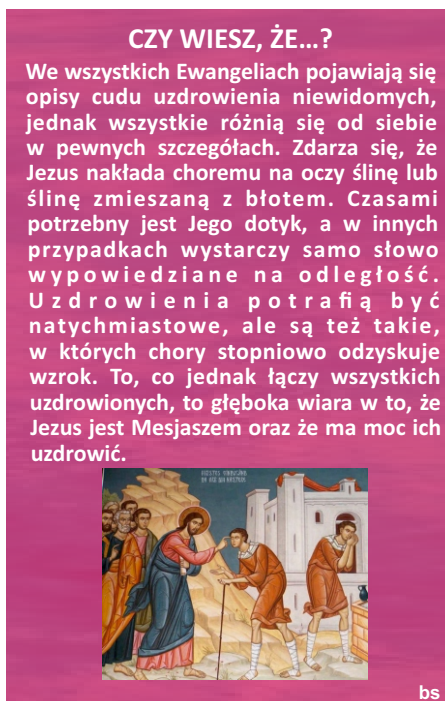 CZY WIESZ, ŻE...?
We wszystkich Ewangeliach pojawiają się
opisy cudu uzdrowienia niewidomych,
jednak wszystkie różnią się od siebie
w pewnych szczegółach. Zdarza się, że
Jezus nakłada choremu na oczy ślinę lub
ślinę zmieszaną z błotem. Czasami
potrzebny jest Jego dotyk, a w innych
przypadkach wystarczy samo słowo
wypowiedziane na odległość.
Uzdrowienia potrafią być
natychmiastowe, ale są też takie,
w których chory stopniowo odzyskuje
wzrok. To, co jednak łączy wszystkich
uzdrowionych, to głęboka wiara w to, że
Jezus jest Mesjaszem oraz że ma moc ich
uzdrowić.
bs